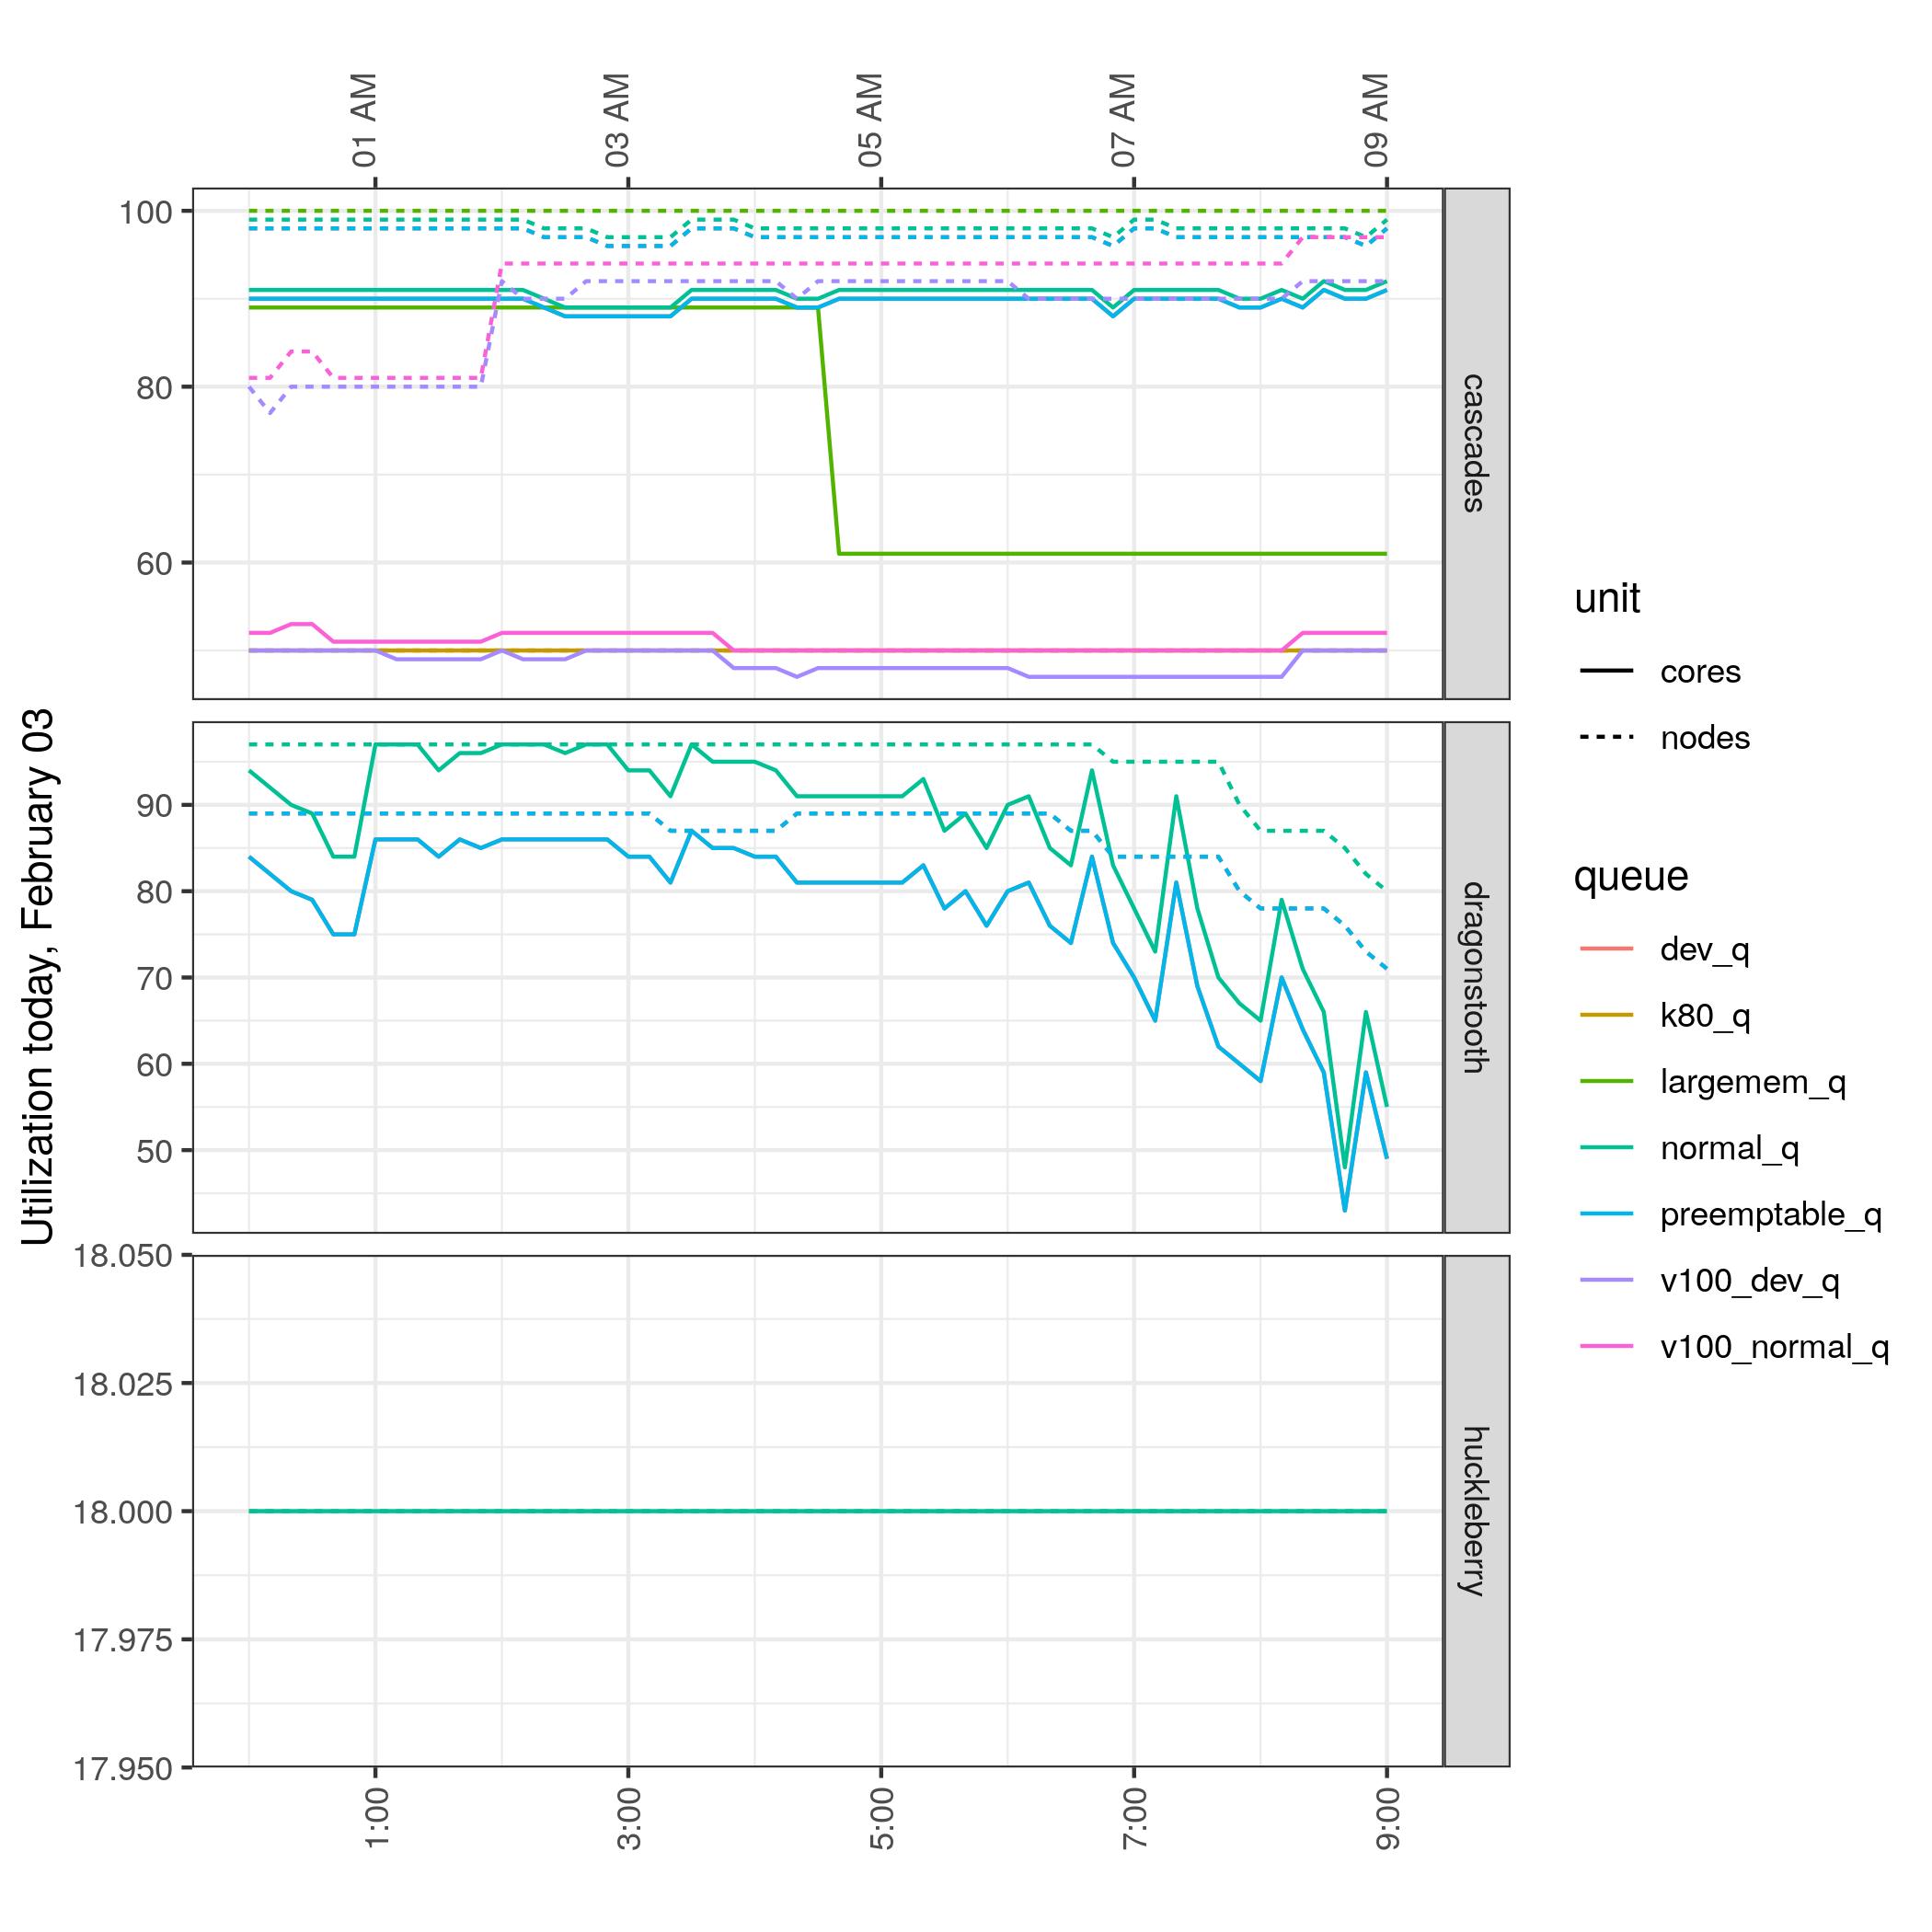 01 AM
03 AM
05 AM
07 AM
09 AM
Utilization today, February 03
100
80
60
cascades
90
80
70
60
50
dragonstooth
18.050
18.025
18.000
17.975
17.950
huckleberry
1:00
3:00
5:00
7:00
9:00
unit
cores
nodes
queue
dev_q
k80_q
largemem_q
normal_q
preemptable_q
v100_dev_q
v100_normal_q